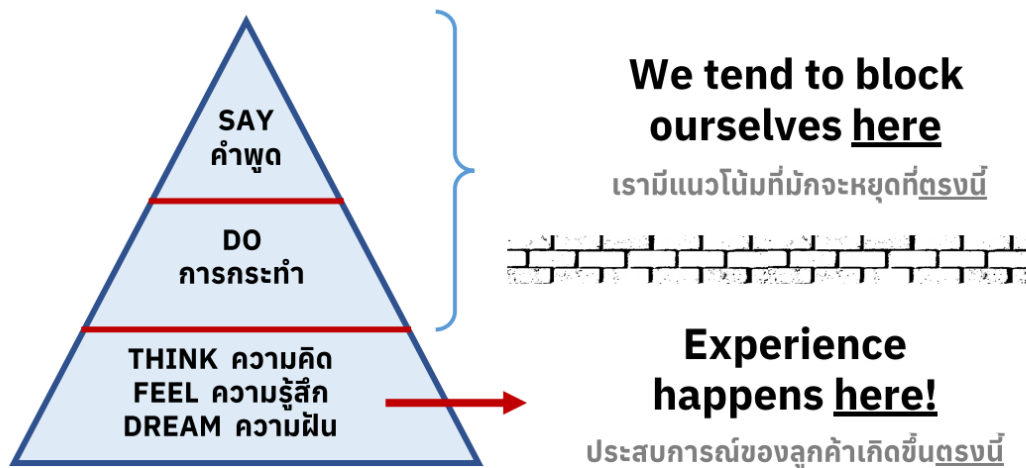 SAY
คำพูด
DO
การกระทำ
THINK ความคิด
FEEL ความรู้สึก
DREAM ความฝัน
We tend to block
ourselves here
เรามีแนวโน้มที่มักจะหยุดที่ตรงนี้
Experience
happens here!
ประสบการณ์ของลูกค้าเกิดขึ้นตรงนี้